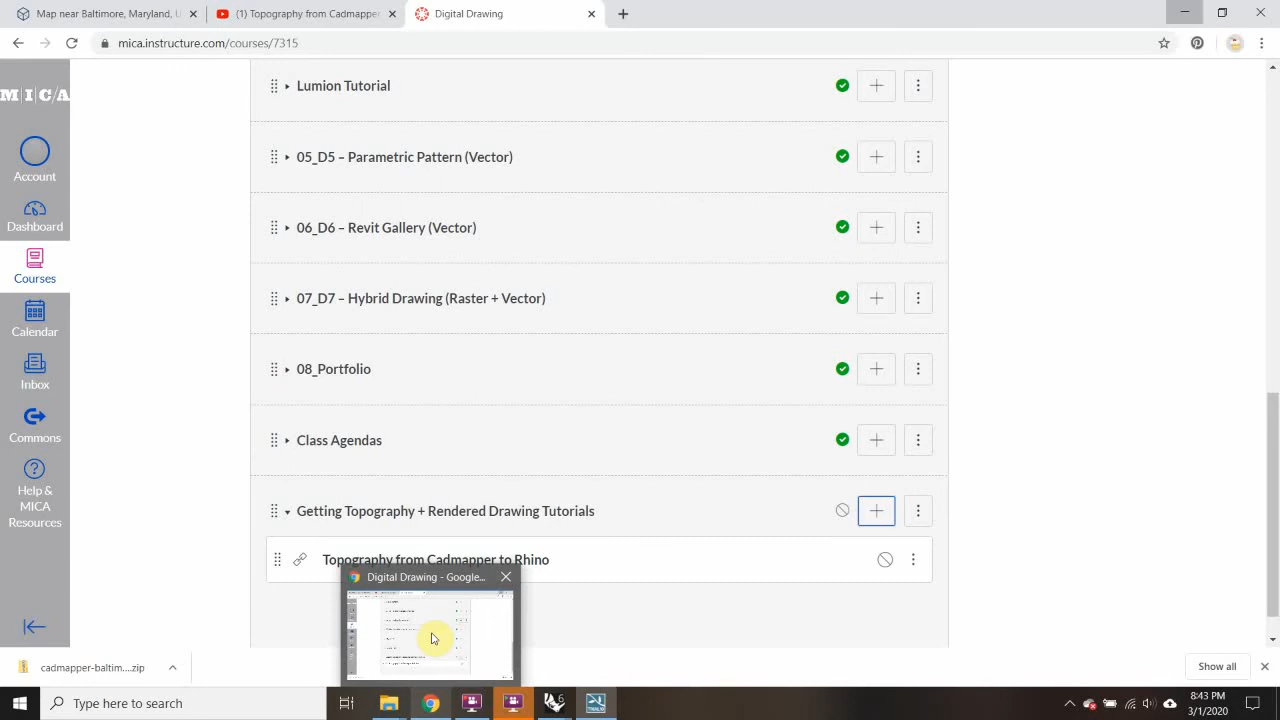 Map near Baltimore, Maryland, U
(1) Topography from Cadmapper
Digital Drawing
mica.instructure.com/courses/7315
M|I|C/A
Account
Dashboard
Courses
Calendar
Inbox
Commons
Help &
MICA
Resources
Lumion Tutorial
05_D5 – Parametric Pattern (Vector)
06_D6 – Revit Gallery (Vector)
07_D7 – Hybrid Drawing (Raster + Vector)
08_Portfolio
Class Agendas
Getting Topography + Rendered Drawing Tutorials
Topography from Cadmapper to Rhino
Digital Drawing - Google...
cadmapper-baltim....zip
Show all
Type here to search
6
8:43 PM
3/1/2020